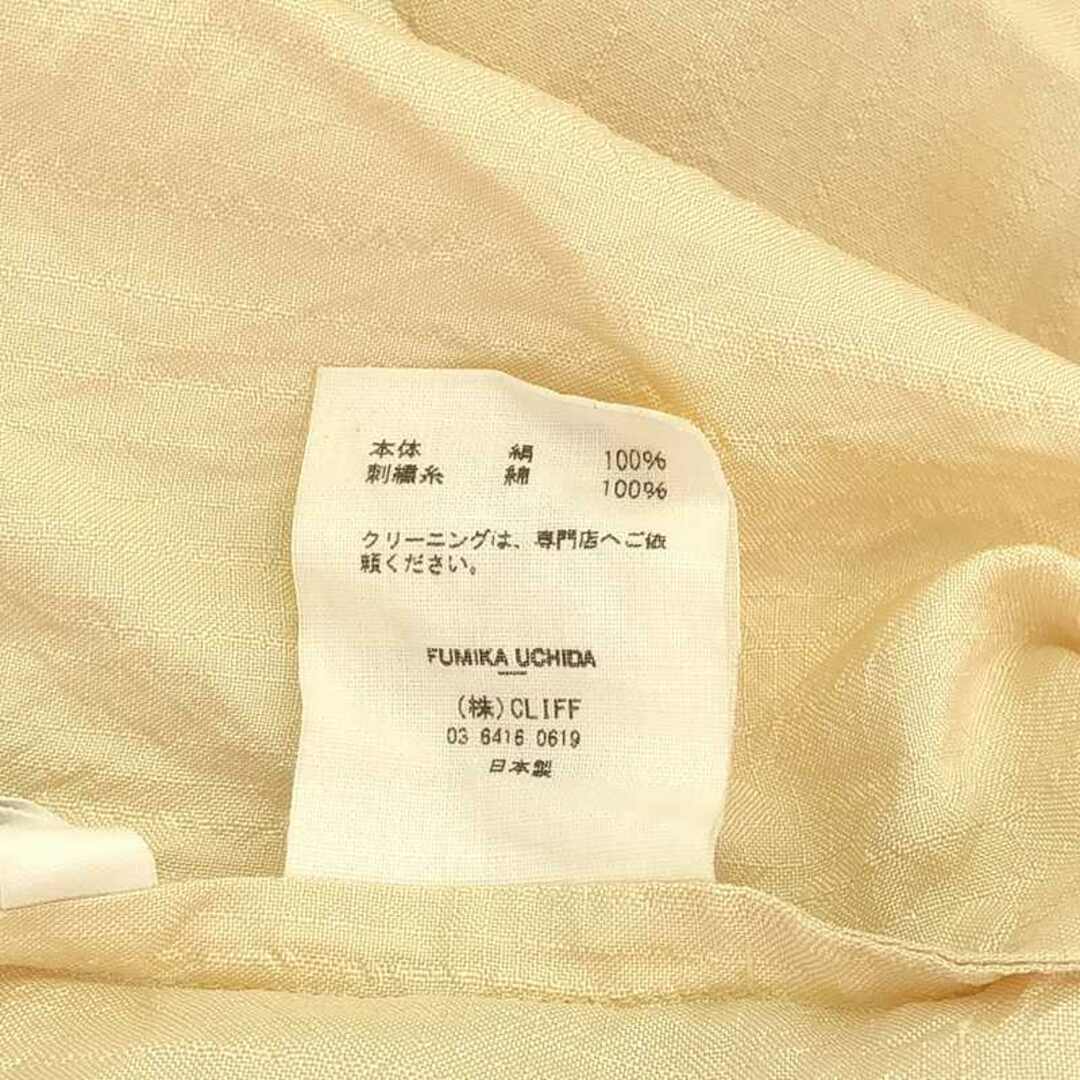 本体 絹 100%
刺繍糸 綿 100%
クリーニングは、専門店へご依
頼ください。
FUMIKA UCHIDA
(株)CLIFF
03 6416 0619
日本製